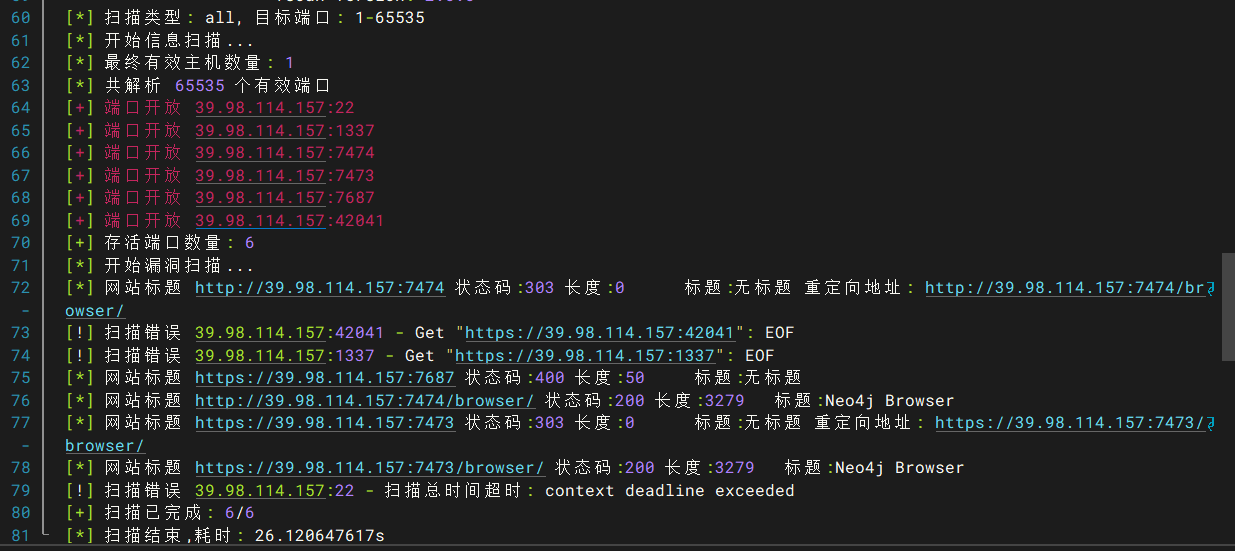 60 [*] 扫描类型: all, 目标端口: 1-65535
61 [*] 开始信息扫描...
62 [*] 最终有效主机数量: 1
63 [*] 共解析 65535 个有效端口
64 [+] 端口开放 39.98.114.157:22
65 [+] 端口开放 39.98.114.157:1337
66 [+] 端口开放 39.98.114.157:7474
67 [+] 端口开放 39.98.114.157:7473
68 [+] 端口开放 39.98.114.157:7687
69 [+] 端口开放 39.98.114.157:42041
70 [+] 存活端口数量: 6
71 [*] 开始漏洞扫描...
72 [*] 网站标题 http://39.98.114.157:7474 状态码:303 长度:0 标题:无标题 重定向地址: http://39.98.114.157:7474/br
- owser/
73 [!] 扫描错误 39.98.114.157:42041 - Get "https://39.98.114.157:42041": EOF
74 [!] 扫描错误 39.98.114.157:1337 - Get "https://39.98.114.157:1337": EOF
75 [*] 网站标题 https://39.98.114.157:7687 状态码:400 长度:50 标题:无标题
76 [*] 网站标题 http://39.98.114.157:7474/browser/ 状态码:200 长度:3279 标题:Neo4j Browser
77 [*] 网站标题 https://39.98.114.157:7473 状态码:303 长度:0 标题:无标题 重定向地址: https://39.98.114.157:7473/
- browser/
78 [*] 网站标题 https://39.98.114.157:7473/browser/ 状态码:200 长度:3279 标题:Neo4j Browser
79 [!] 扫描错误 39.98.114.157:22 - 扫描总时间超时: context deadline exceeded
80 [+] 扫描已完成: 6/6
81 [*] 扫描结束,耗时: 26.120647617s